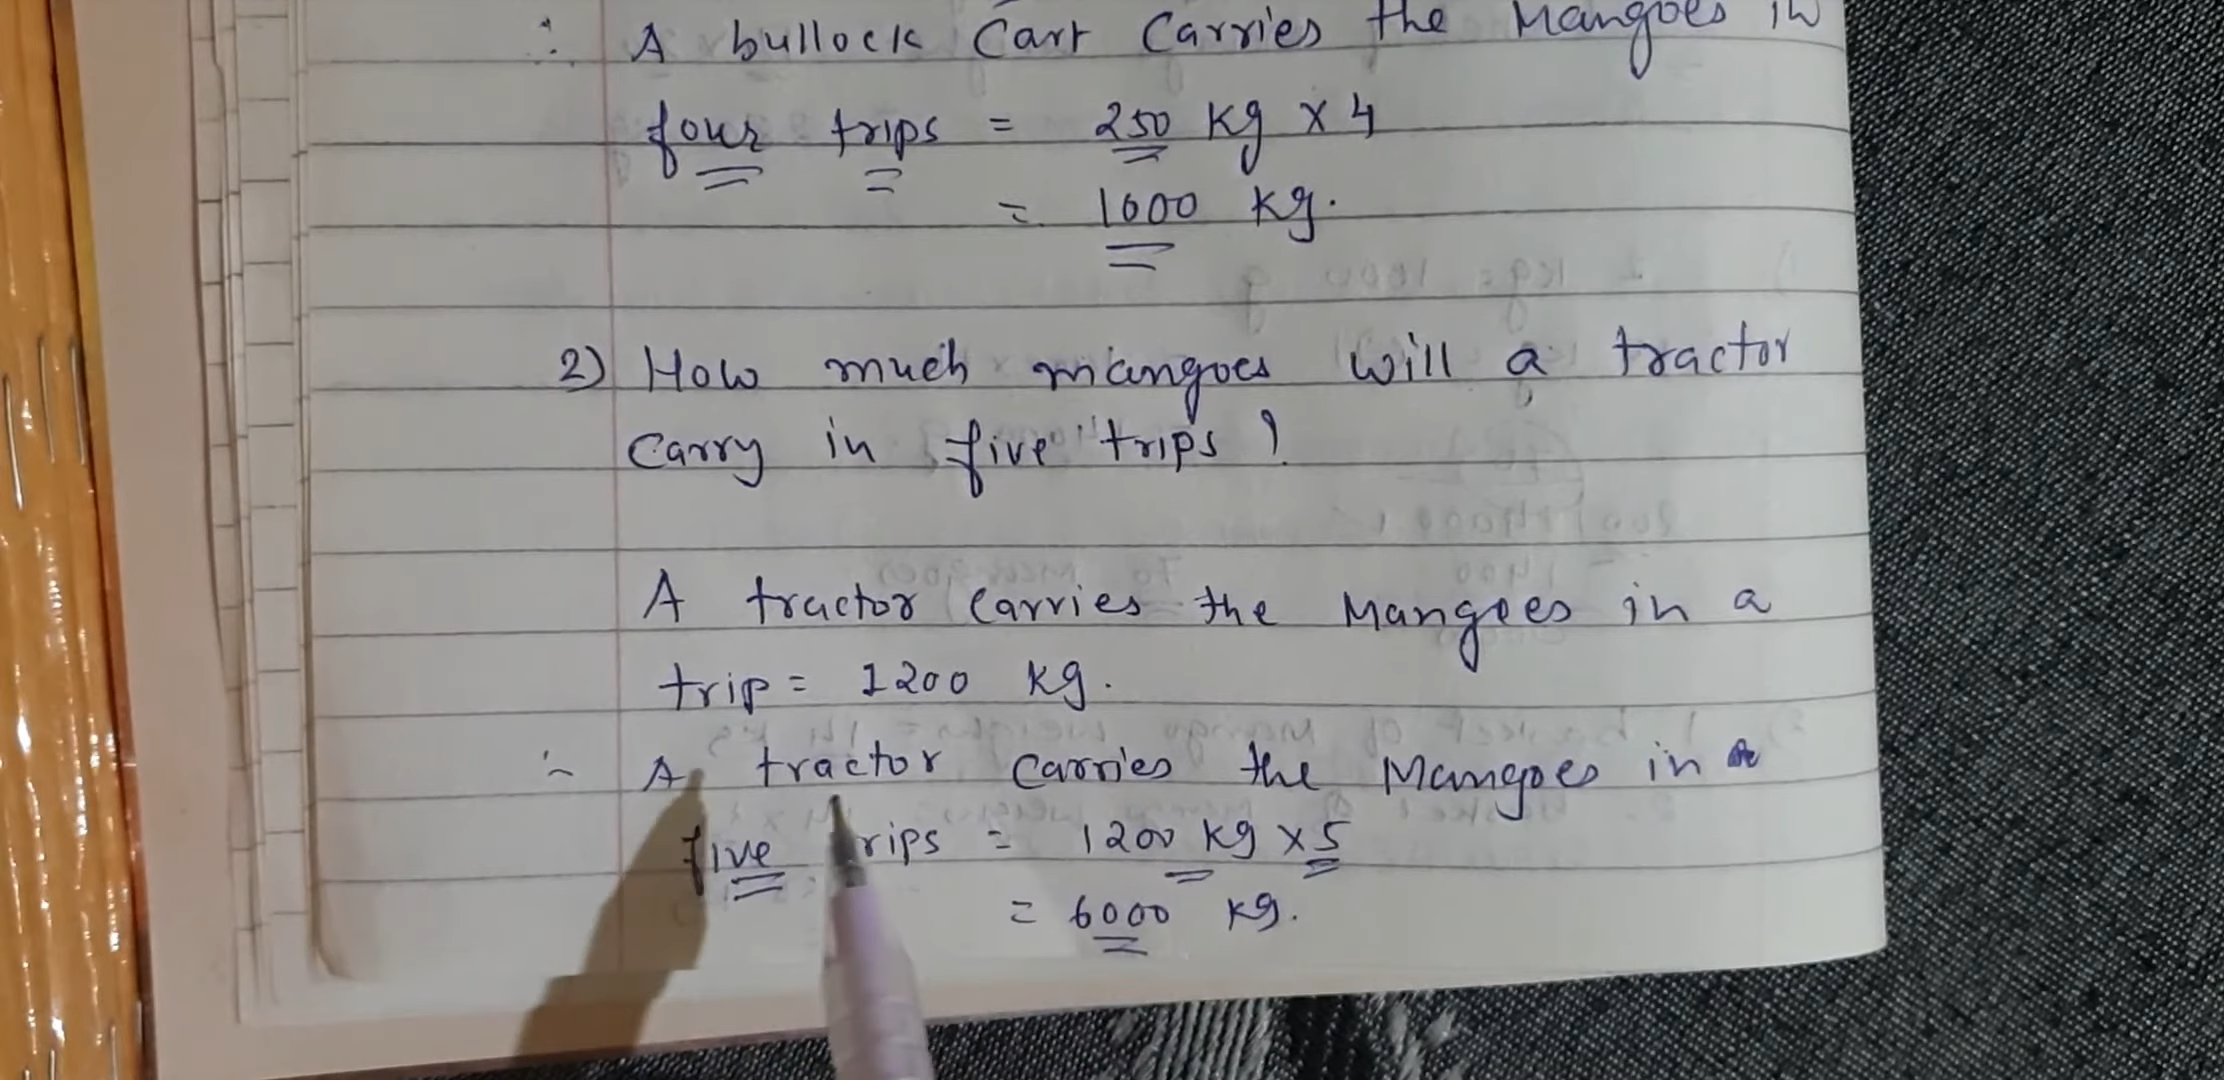 ∴ A bullock Cart Carries the Mangoes in
four trips = 250 kg x 4
= 1000 kg.
2) How much mangoes will a tractor
Carry in five trips ?
A tractor Carries the Mangoes in a
trip = 1200 kg.
∴ A tractor Carries the Mangoes in
five trips = 1200 kg x 5
= 6000 kg.